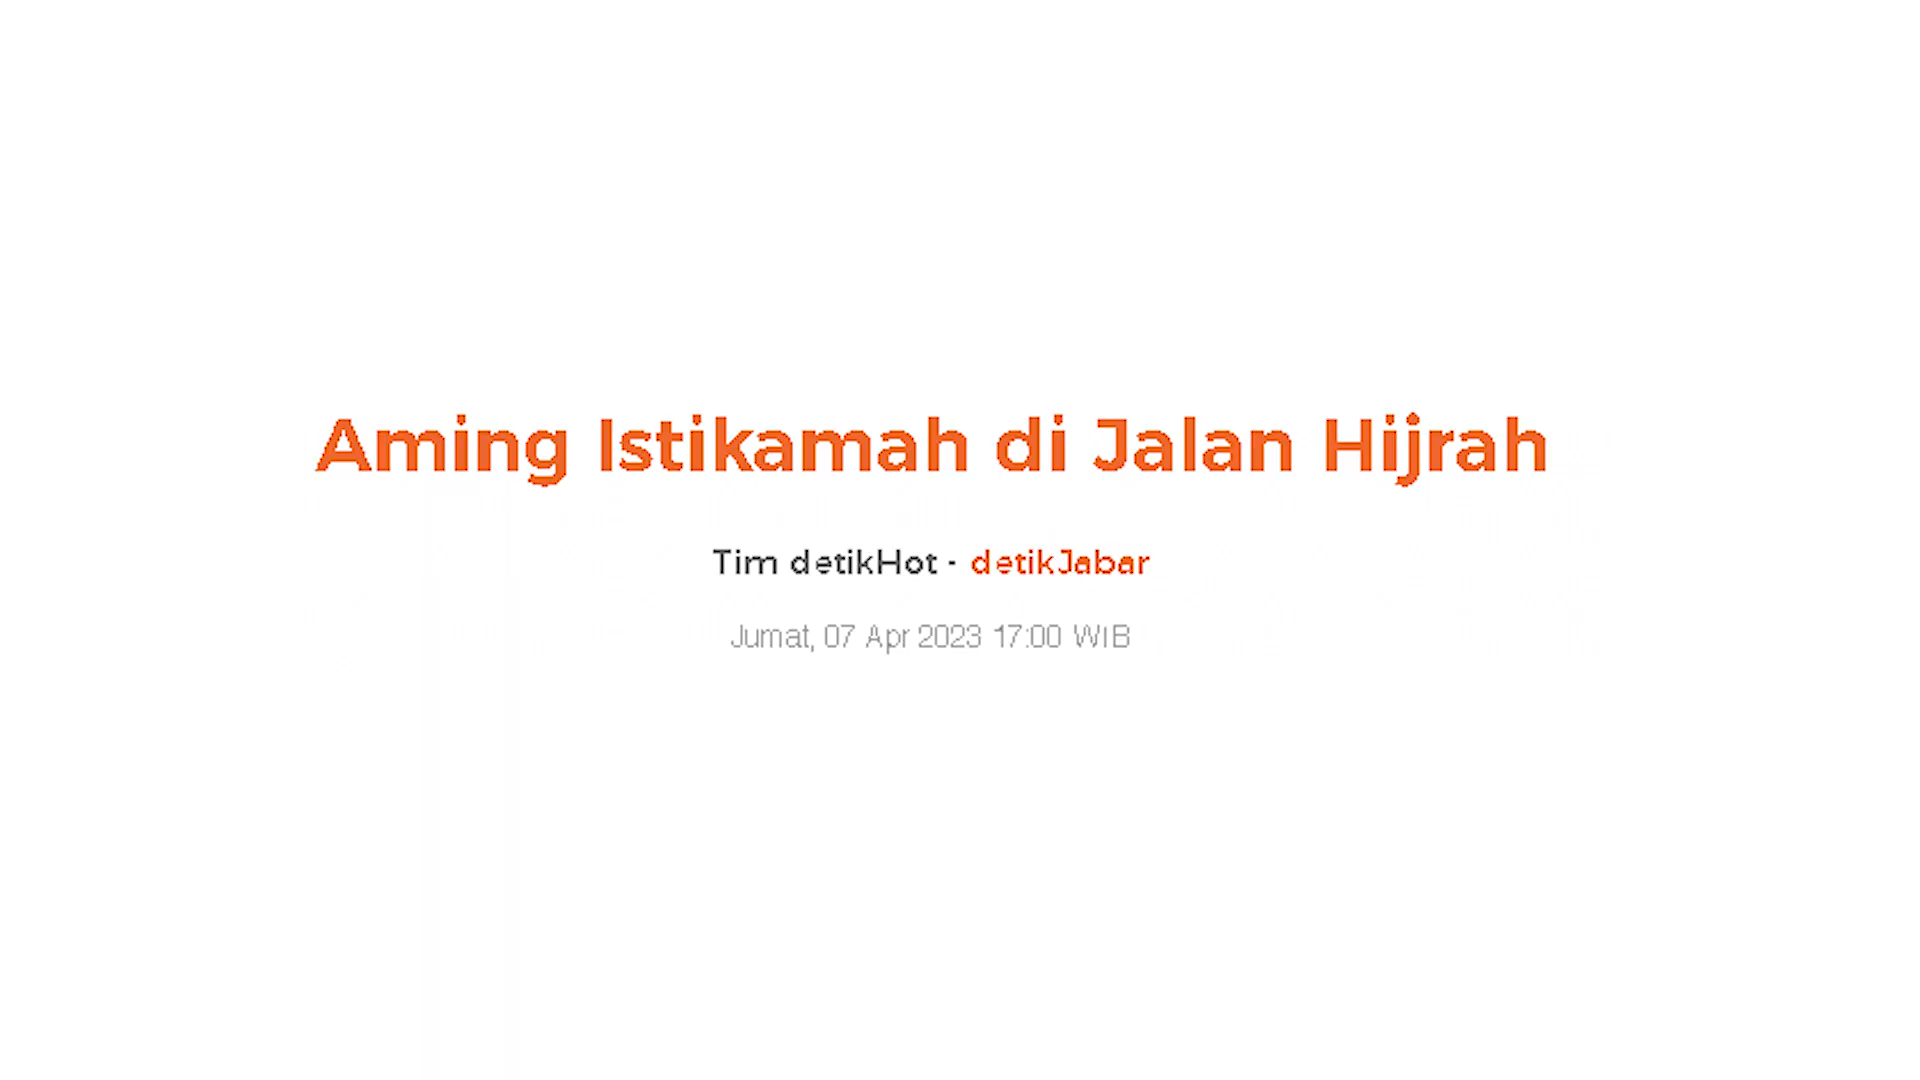 Aming Istikamah di Jalan Hijrah
Tim detikHot - detikJabar
Jumat, 07 Apr 2023 17:00 WIB